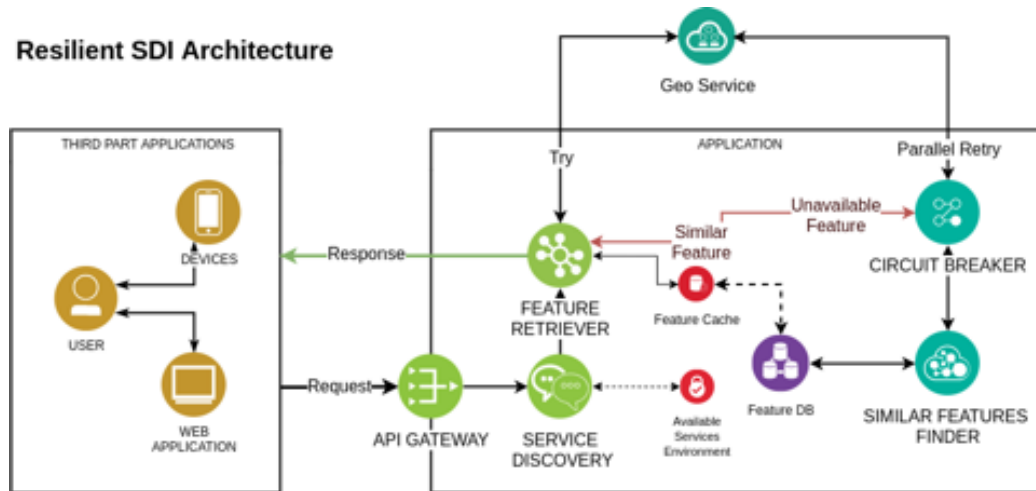 Resilient SDI Architecture
Geo Service
THIRD PART APPLICATIONS
APPLICATION
Try
Parallel Retry
Unavailable
Feature
Similar
Feature
DEVICES
Response
CIRCUIT BREAKER
FEATURE
RETRIEVER
Feature Cache
USER
Request
WEB
APPLICATION
API GATEWAY
SERVICE
DISCOVERY
Available
Services
Environment
Feature DB
SIMILAR FEATURES
FINDER